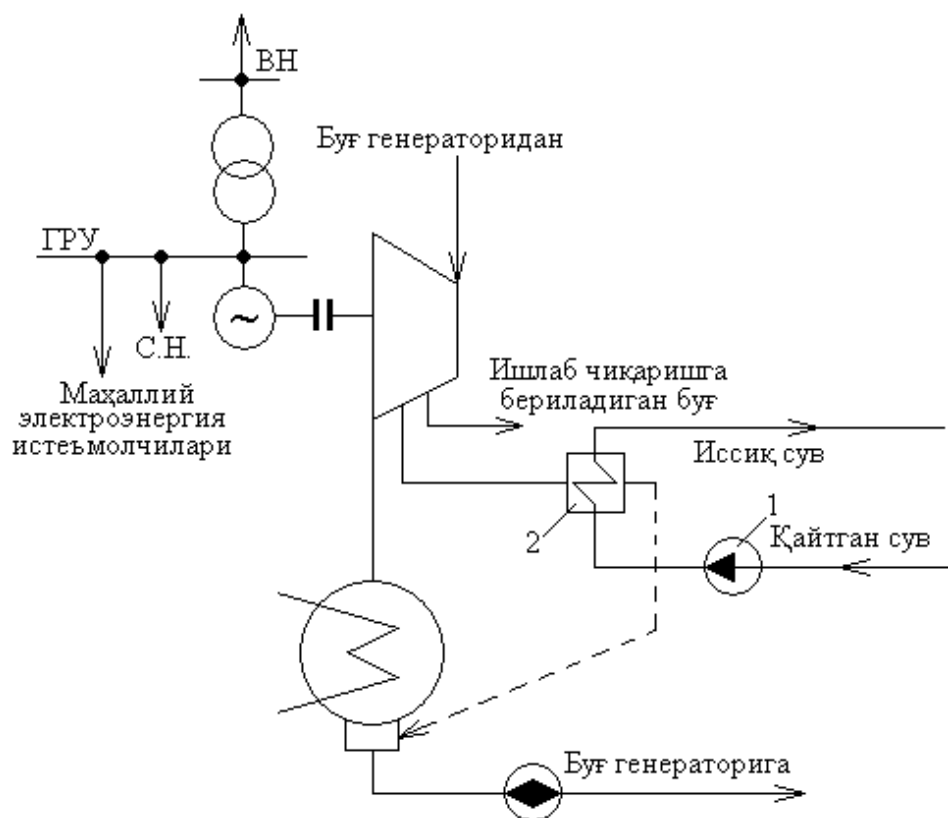 ВН
Буғ генераторидан
ГРУ
~
С.Н.
Маҳаллий
электроэнергия
истеъмолчилари
Ишлаб чиқаришга
бериладиган буғ
Иссиқ сув
1
2
Қайтган сув
Буғ генераторига